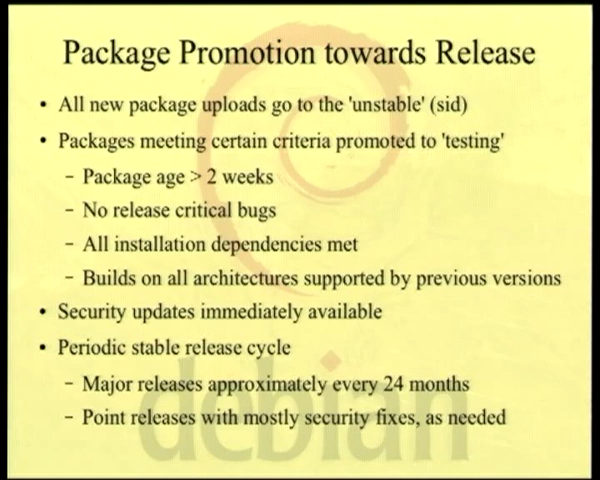 Package Promotion towards Release
• All new package uploads go to the 'unstable' (sid)
• Packages meeting certain criteria promoted to 'testing'
– Package age > 2 weeks
– No release critical bugs
– All installation dependencies met
– Builds on all architectures supported by previous versions
• Security updates immediately available
• Periodic stable release cycle
– Major releases approximately every 24 months
– Point releases with mostly security fixes, as needed
debian